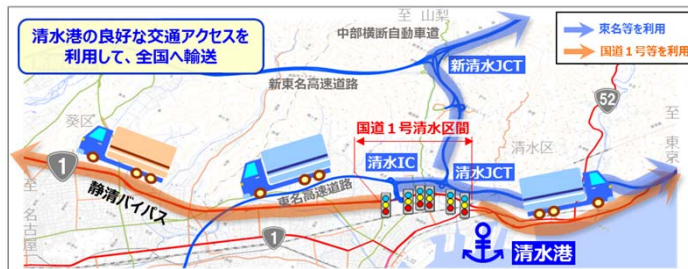 清水港の良好な交通アクセスを
利用して、全国へ輸送
至 山梨
中部横断自動車道
東名等を利用
国道１号等を利用
新清水JCT
新東名高速道路
52
至 東京
葵区
国道１号清水区間
清水区
1
清水IC
清水JCT
静清バイパス
東名高速道路
至 名古屋
1
清水港